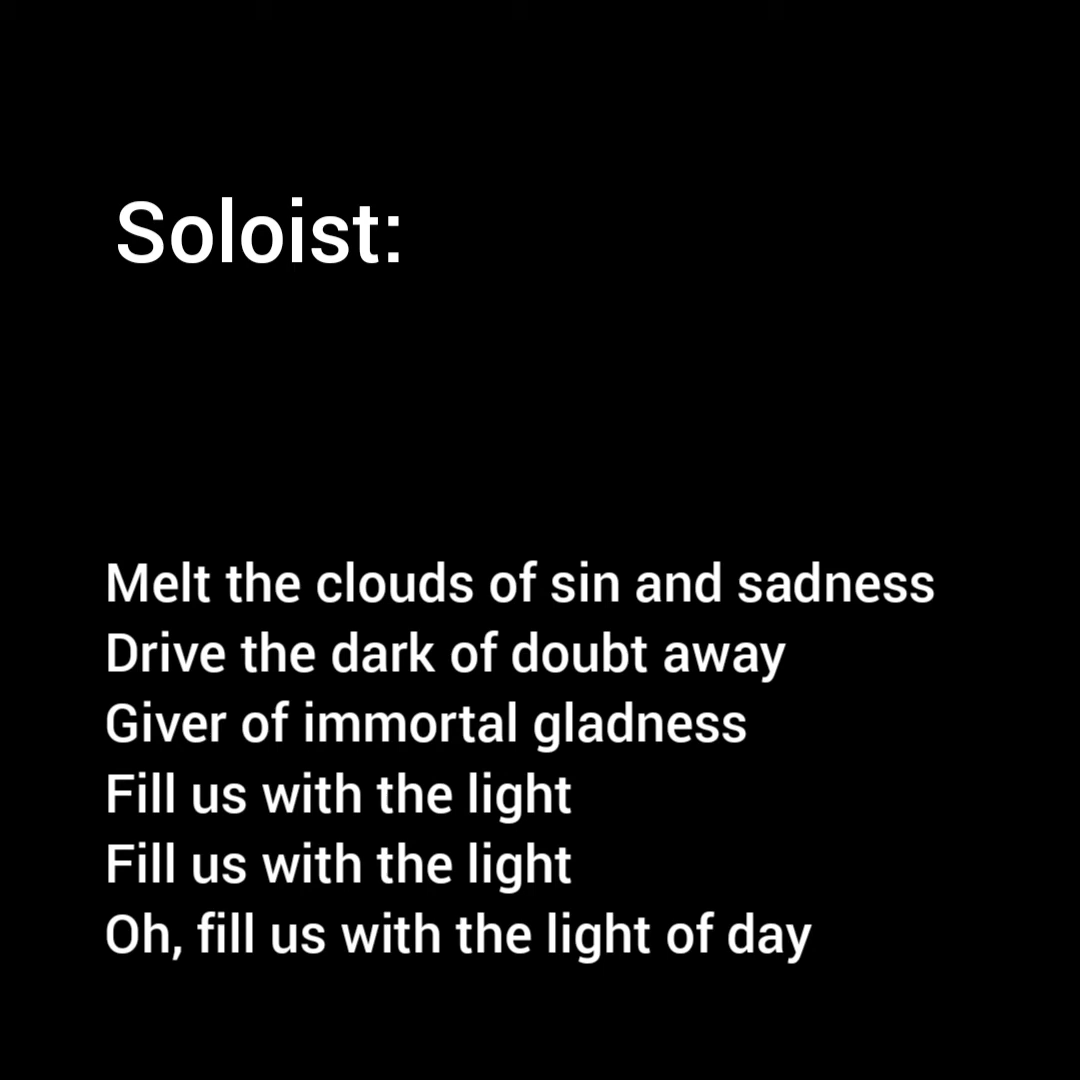 Soloist:
Melt the clouds of sin and sadness
Drive the dark of doubt away
Giver of immortal gladness
Fill us with the light
Fill us with the light
Oh, fill us with the light of day